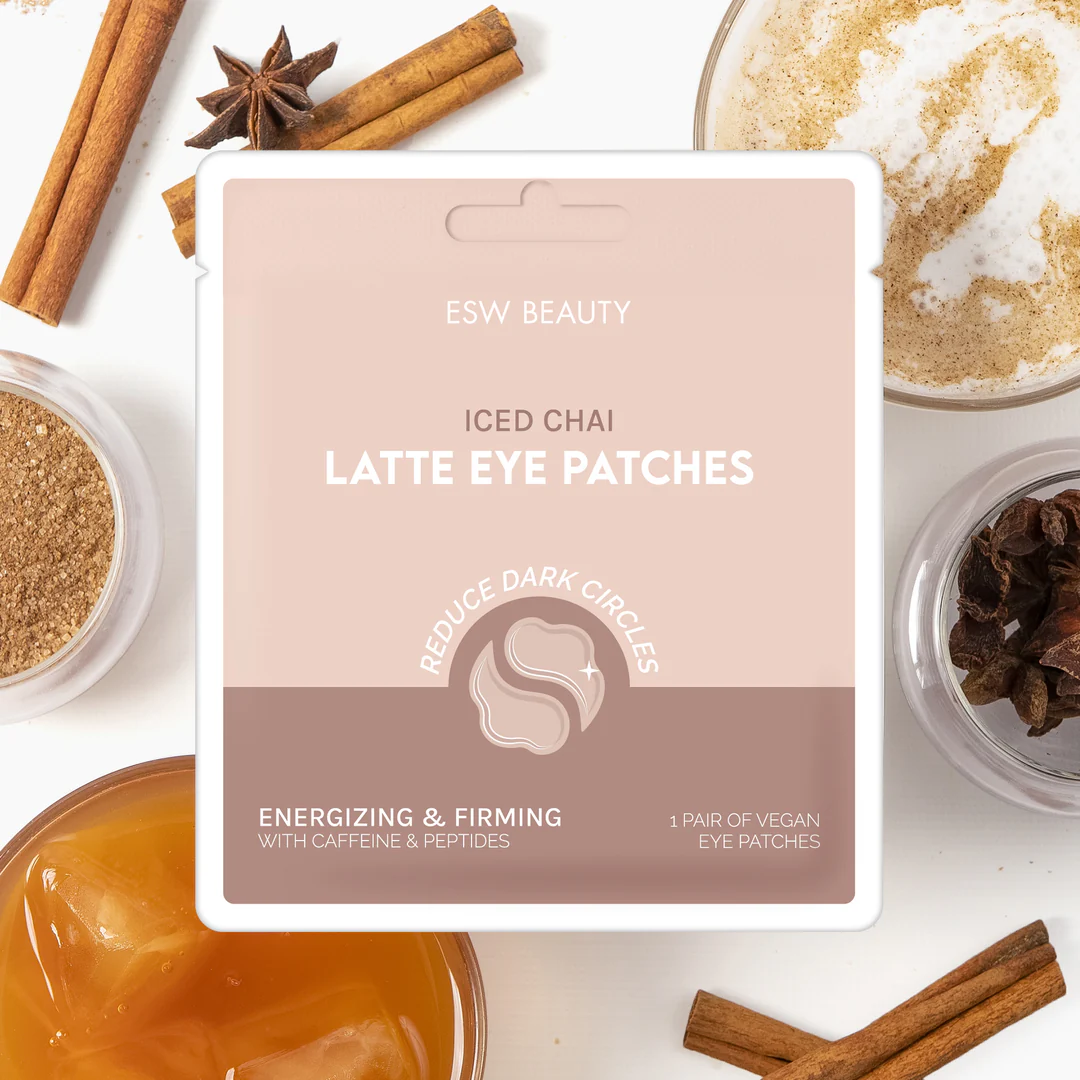 ESW BEAUTY
ICED CHAI
LATTE EYE PATCHES
REDUCE DARK CIRCLES
ENERGIZING & FIRMING
WITH CAFFEINE & PEPTIDES
1 PAIR OF VEGAN
EYE PATCHES